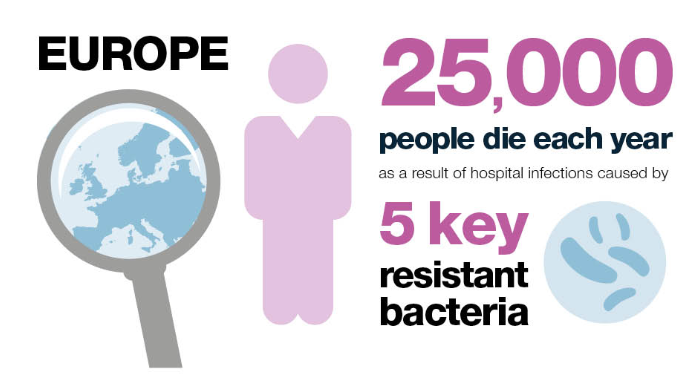 EUROPE
25,000
people die each year
as a result of hospital infections caused by
5 key
resistant
bacteria